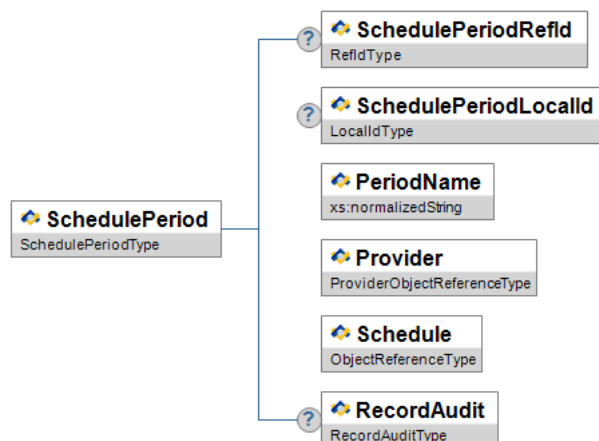 SchedulePeriodRefId
RefIdType
?
SchedulePeriodLocalId
LocalIdType
?
PeriodName
xs:normalizedString
SchedulePeriod
SchedulePeriodType
Provider
ProviderObjectReferenceType
Schedule
ObjectReferenceType
?
RecordAudit
RecordAuditType